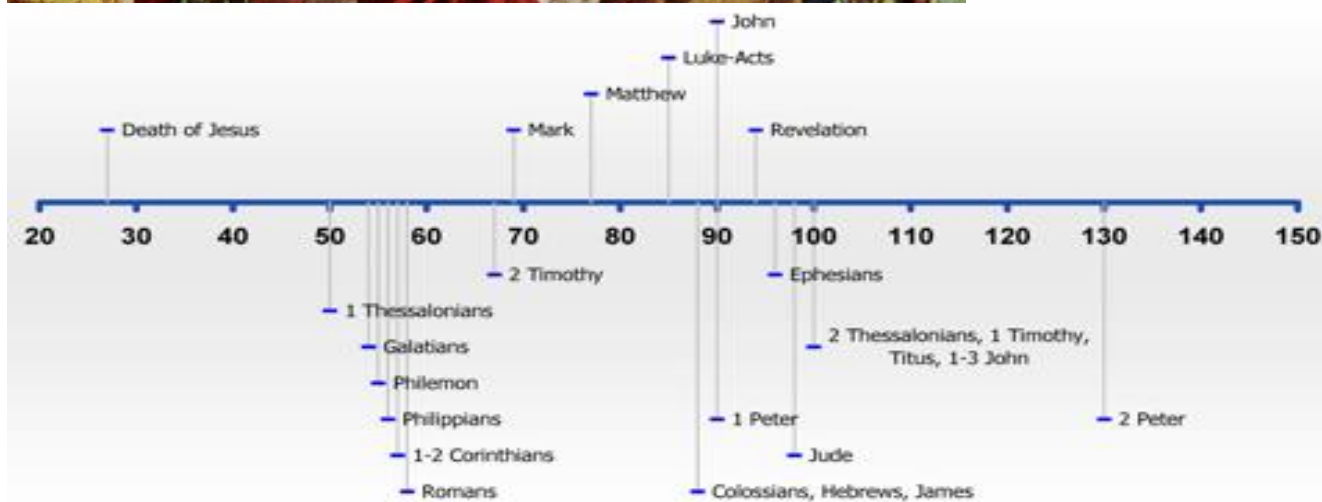 John
Luke-Acts
Matthew
Death of Jesus
Mark
Revelation
20 30 40 50 60 70 80 90 100 110 120 130 140 150
2 Timothy
Ephesians
1 Thessalonians
2 Thessalonians, 1 Timothy,
Titus, 1-3 John
Galatians
Philemon
Philippians
1 Peter
2 Peter
1-2 Corinthians
Jude
Romans
Colossians, Hebrews, James